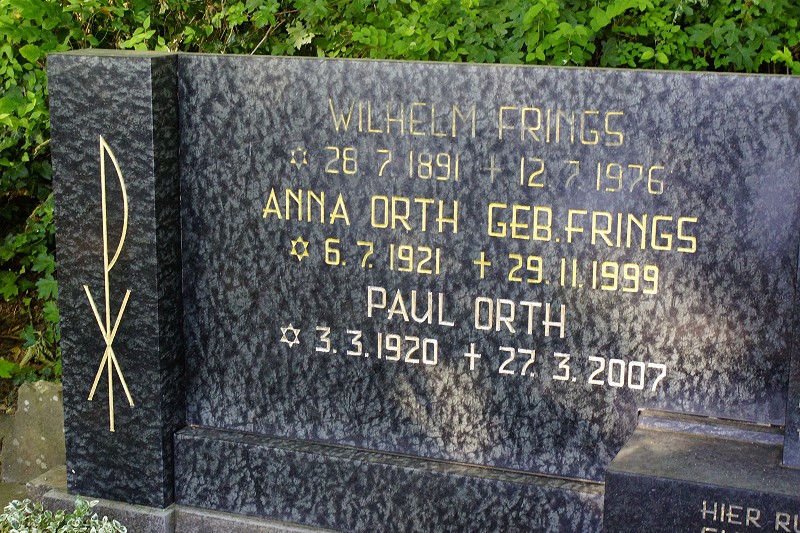 WILHELM FRINGS
✡ 28. 7. 1891 ✝ 12. 7. 1976
ANNA ORTH GEB. FRINGS
✡ 6. 7. 1921 ✝ 29. 11. 1999
PAUL ORTH
✡ 3. 3. 1920 ✝ 27. 3. 2007
HIER